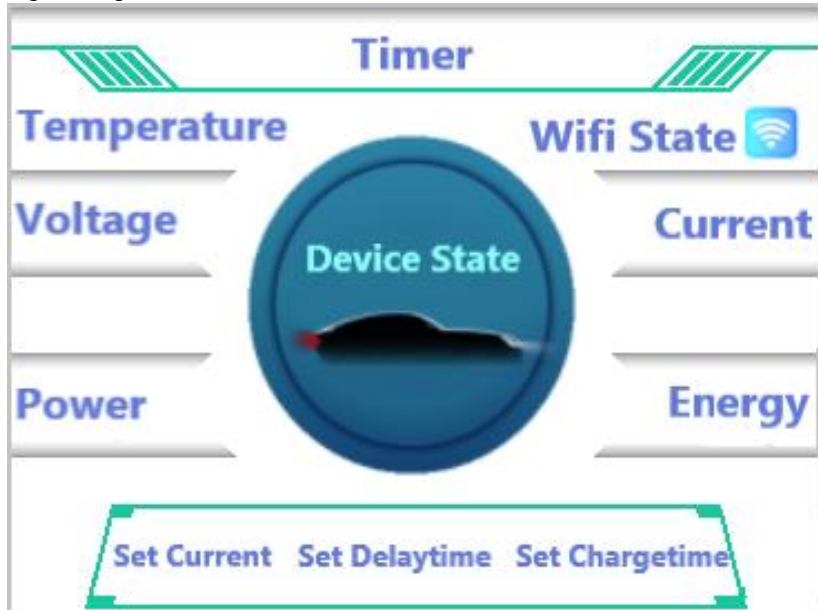 Timer
Temperature
Wifi State
Voltage
Current
Device State
Power
Energy
Set Current Set Delaytime Set Chargetime